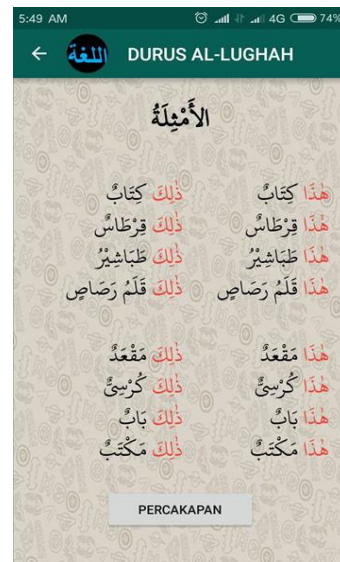 5:49 AM 4G 74%
اللغة DURUS AL-LUGHAH
الأَمْثِلَةُ
هٰذَا كِتَابٌ ذٰلِكَ كِتَابٌ
هٰذَا قِرْطَاسٌ ذٰلِكَ قِرْطَاسٌ
هٰذَا طَبَاشِيْرُ ذٰلِكَ طَبَاشِيْرُ
هٰذَا قَلَمُ رَصَاصٍ ذٰلِكَ قَلَمُ رَصَاصٍ
هٰذَا مَقْعَدٌ ذٰلِكَ مَقْعَدٌ
هٰذَا كُرْسِىٌّ ذٰلِكَ كُرْسِىٌّ
هٰذَا بَابٌ ذٰلِكَ بَابٌ
هٰذَا مَكْتَبٌ ذٰلِكَ مَكْتَبٌ
PERCAKAPAN